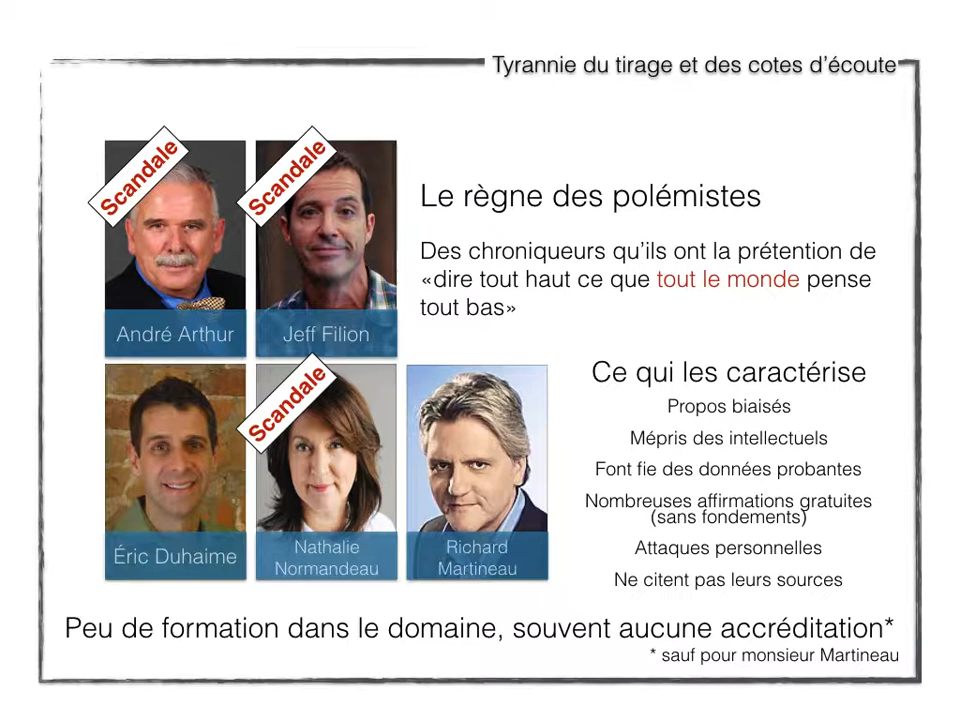 Tyrannie du tirage et des cotes d'écoute
Scandale
Scandale
André Arthur
Jeff Filion
Le règne des polémistes
Des chroniqueurs qu'ils ont la prétention de
«dire tout haut ce que tout le monde pense
tout bas»
Scandale
Éric Duhaime
Nathalie
Normandeau
Richard
Martineau
Ce qui les caractérise
Propos biaisés
Mépris des intellectuels
Font fie des données probantes
Nombreuses affirmations gratuites
(sans fondements)
Attaques personnelles
Ne citent pas leurs sources
Peu de formation dans le domaine, souvent aucune accréditation*
* sauf pour monsieur Martineau